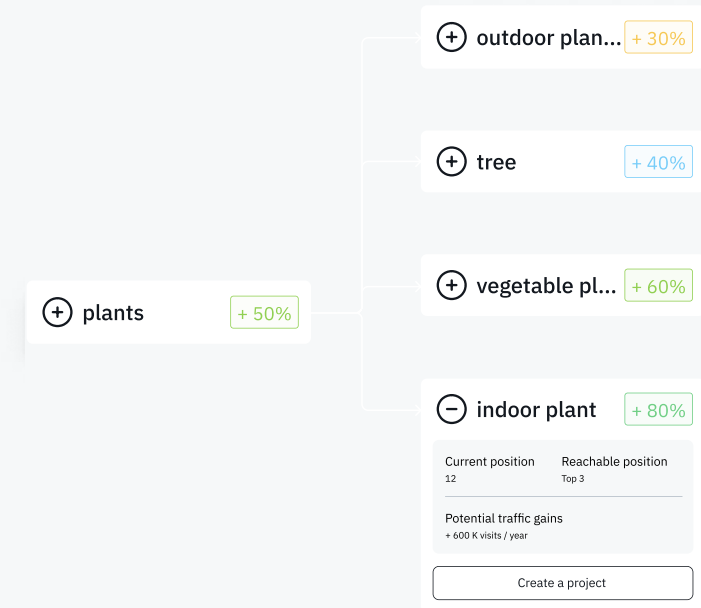 outdoor plan...
+ 30%
tree
+ 40%
vegetable pl...
+ 60%
plants
+ 50%
indoor plant
+ 80%
Current position
Reachable position
12
Top 3
Potential traffic gains
+ 600 K visits / year
Create a project